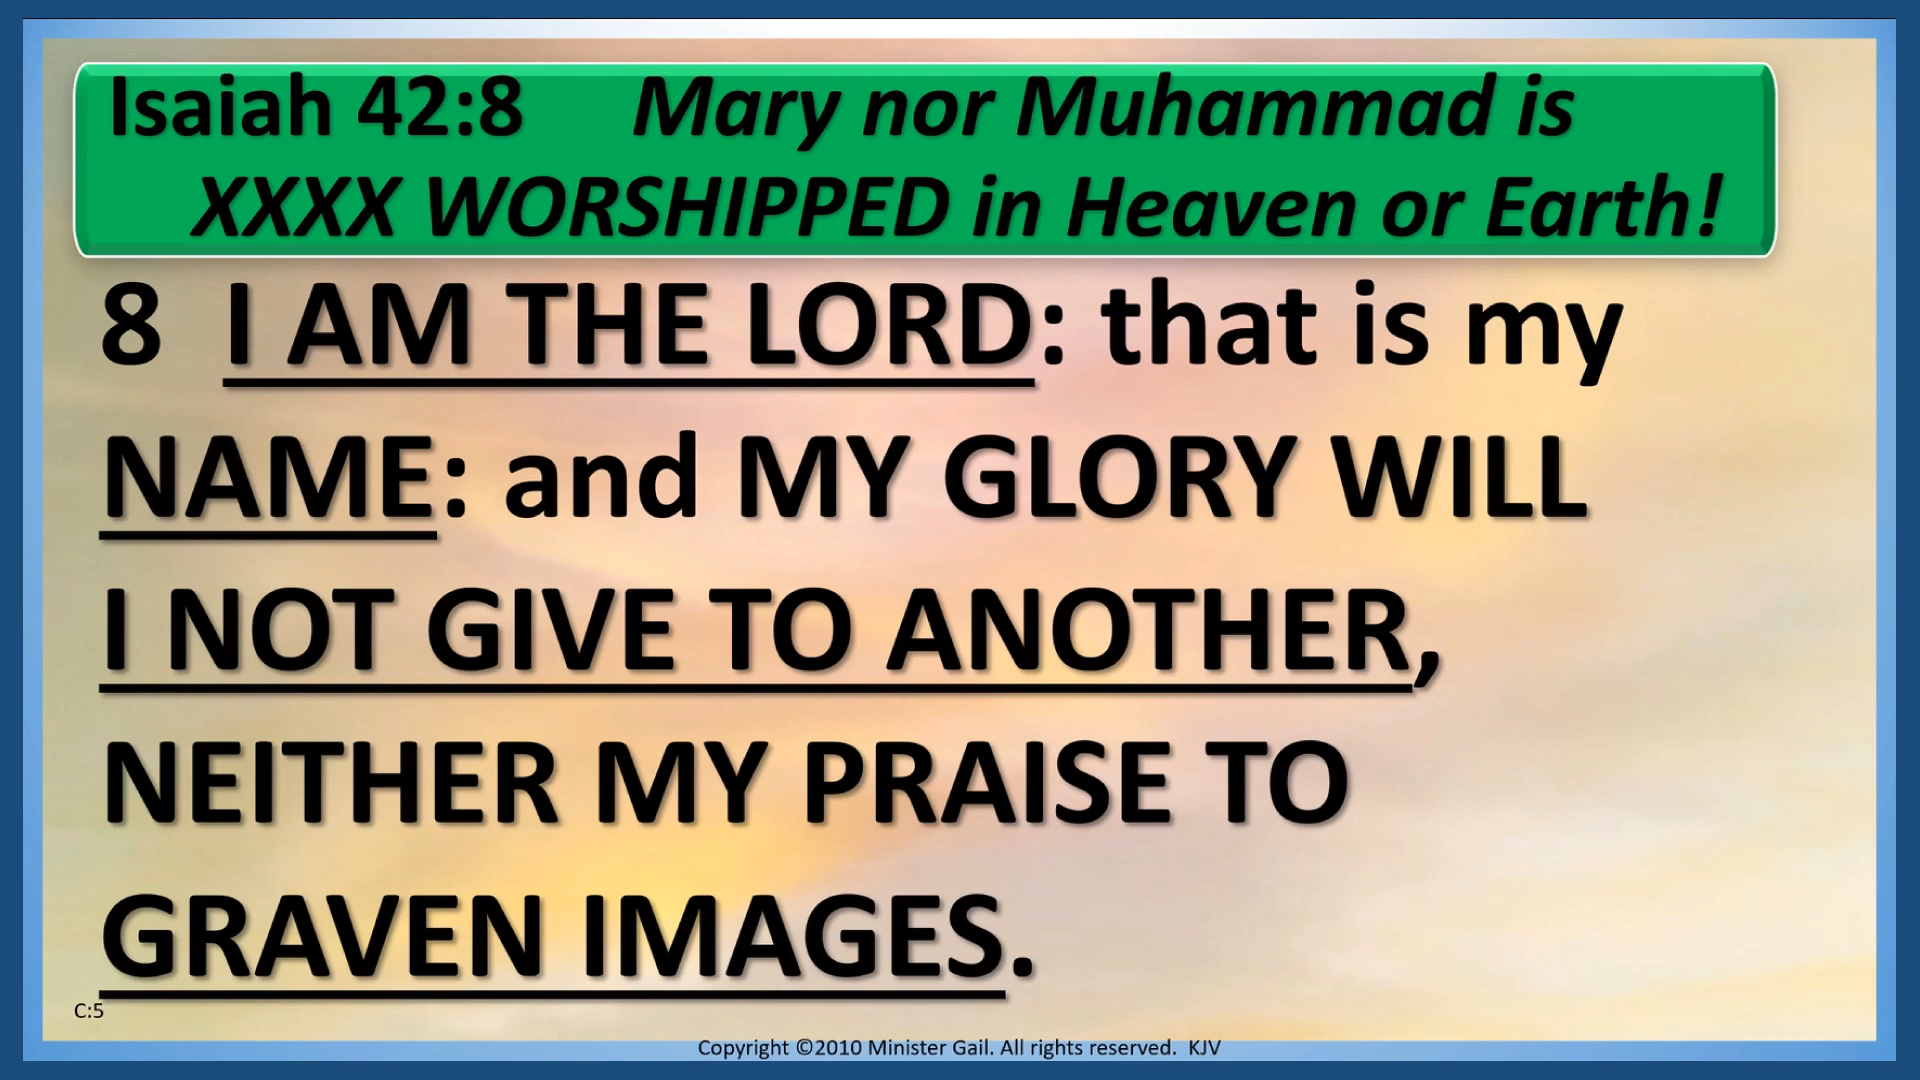 Isaiah 42:8 Mary nor Muhammad is
XXXX WORSHIPPED in Heaven or Earth!
8 I AM THE LORD: that is my
NAME: and MY GLORY WILL
I NOT GIVE TO ANOTHER,
NEITHER MY PRAISE TO
GRAVEN IMAGES.
C:5
Copyright ©2010 Minister Gail. All rights reserved. KJV